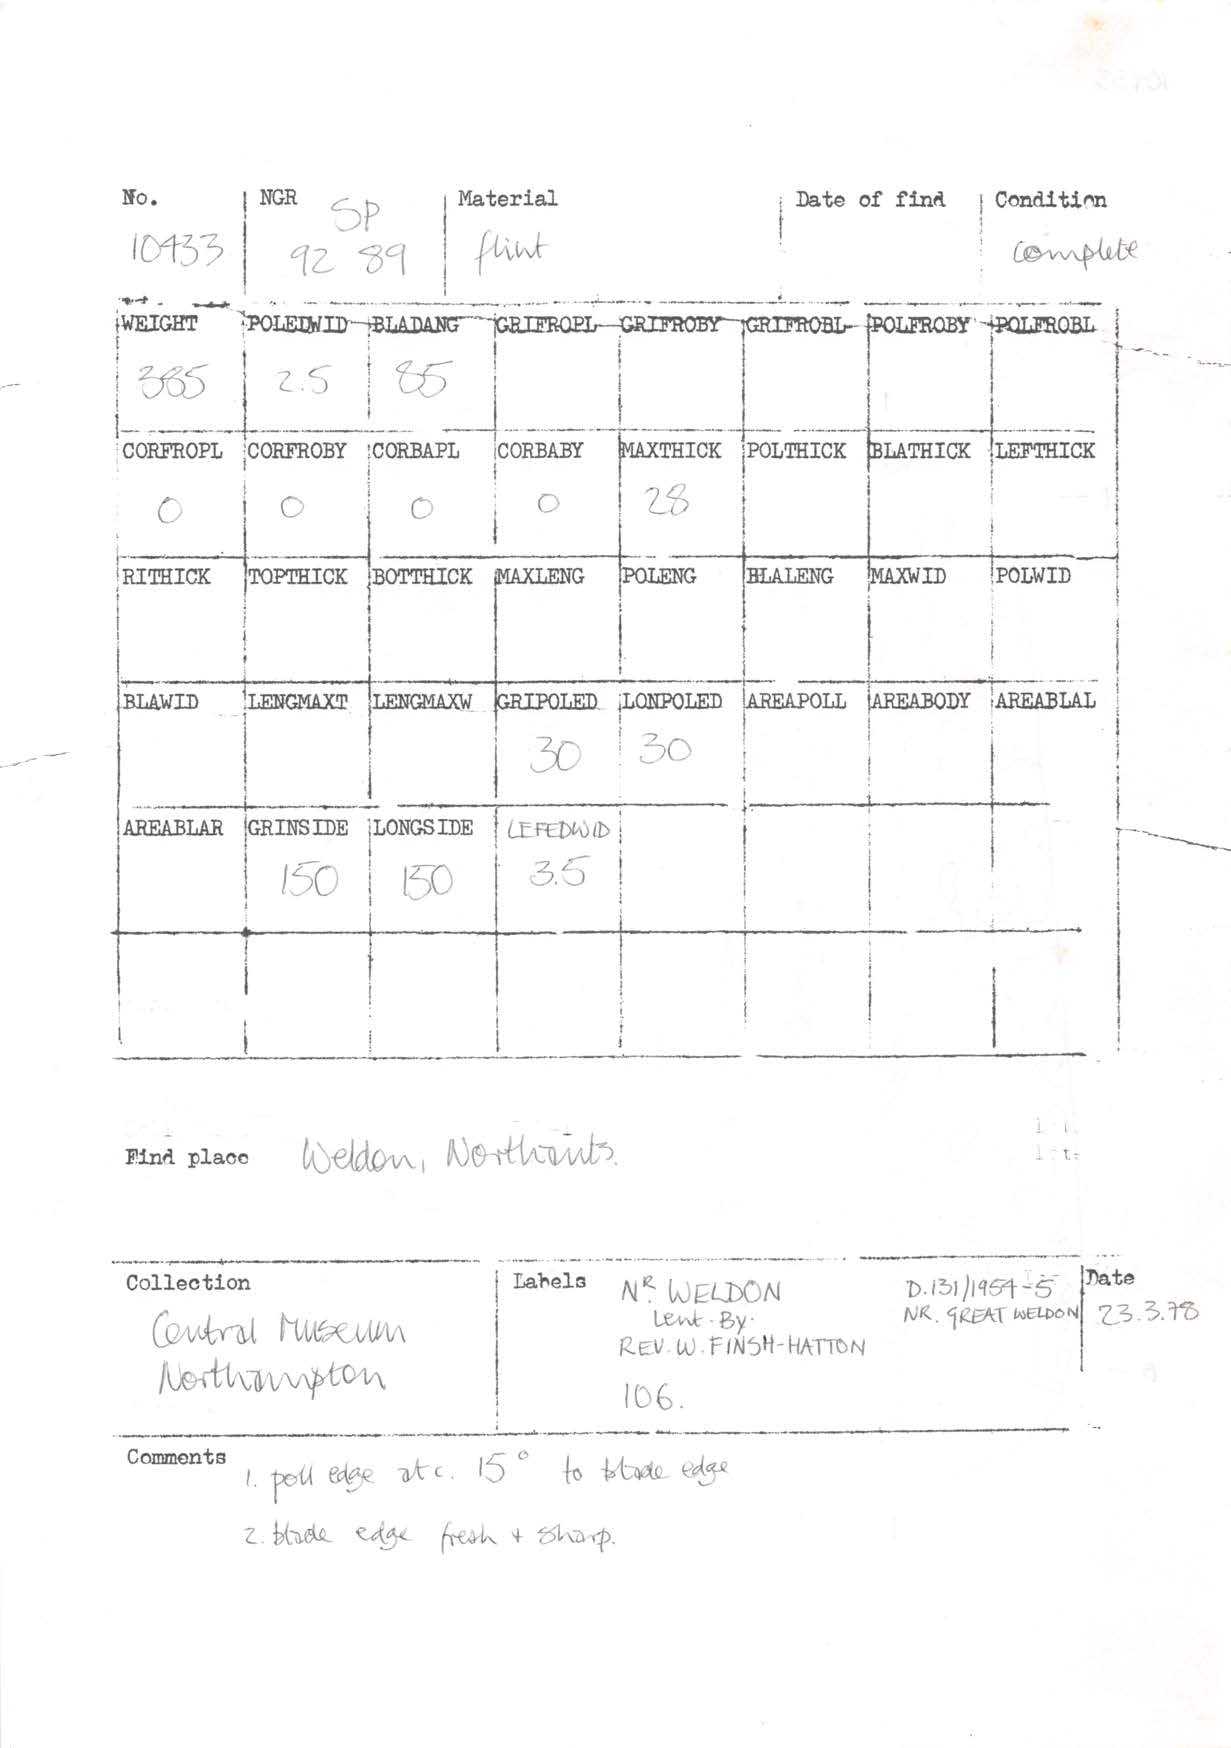 No. NGR Material Date of find Condition
SP
10433 92 89 flint complete
WEIGHT POLEDWID BLADANG GRIFROPL GRIFROBY GRIFROBL POLFROBY POLFROBL
385 2.5 85
CORFROPL CORFROBY CORBAPL CORBABY MAXTHICK POLTHICK BLATHICK LEFTHICK
0 0 0 0 28
RITHICK TOPTHICK BOTTHICK MAXLENG POLENG BLALENG MAXWID POLWID
BLAWID LENGMAXT LENGMAXW GRIPOLED LONPOLED AREAPOLL AREABODY AREABLAL
30 30
AREABLAR GRINSIDE LONGSIDE LEFEDWID
150 150 3.5
Find place Weldon, Northants.
Collection Labels NR. WELDON D.131/1954-5 Date
Lent. By. NR. GREAT WELDON 23.3.78
Central Museum REV. W. FINSH-HATTON
Northampton
106.
Comments
1. poll edge at c. 15° to blade edge
2. blade edge fresh + sharp.